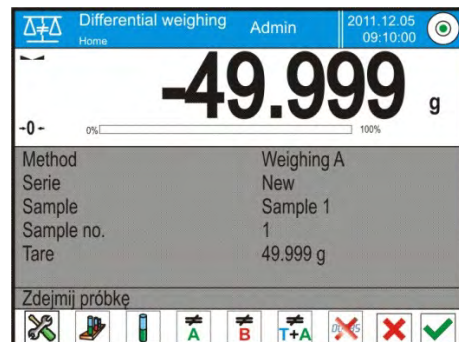 Differential weighing Admin 2011.12.05
Home 09:10:00
-49.999 g
→0← 0% 100%
Method Weighing A
Serie New
Sample Sample 1
Sample no. 1
Tare 49.999 g
Zdejmij próbkę
A B T+A